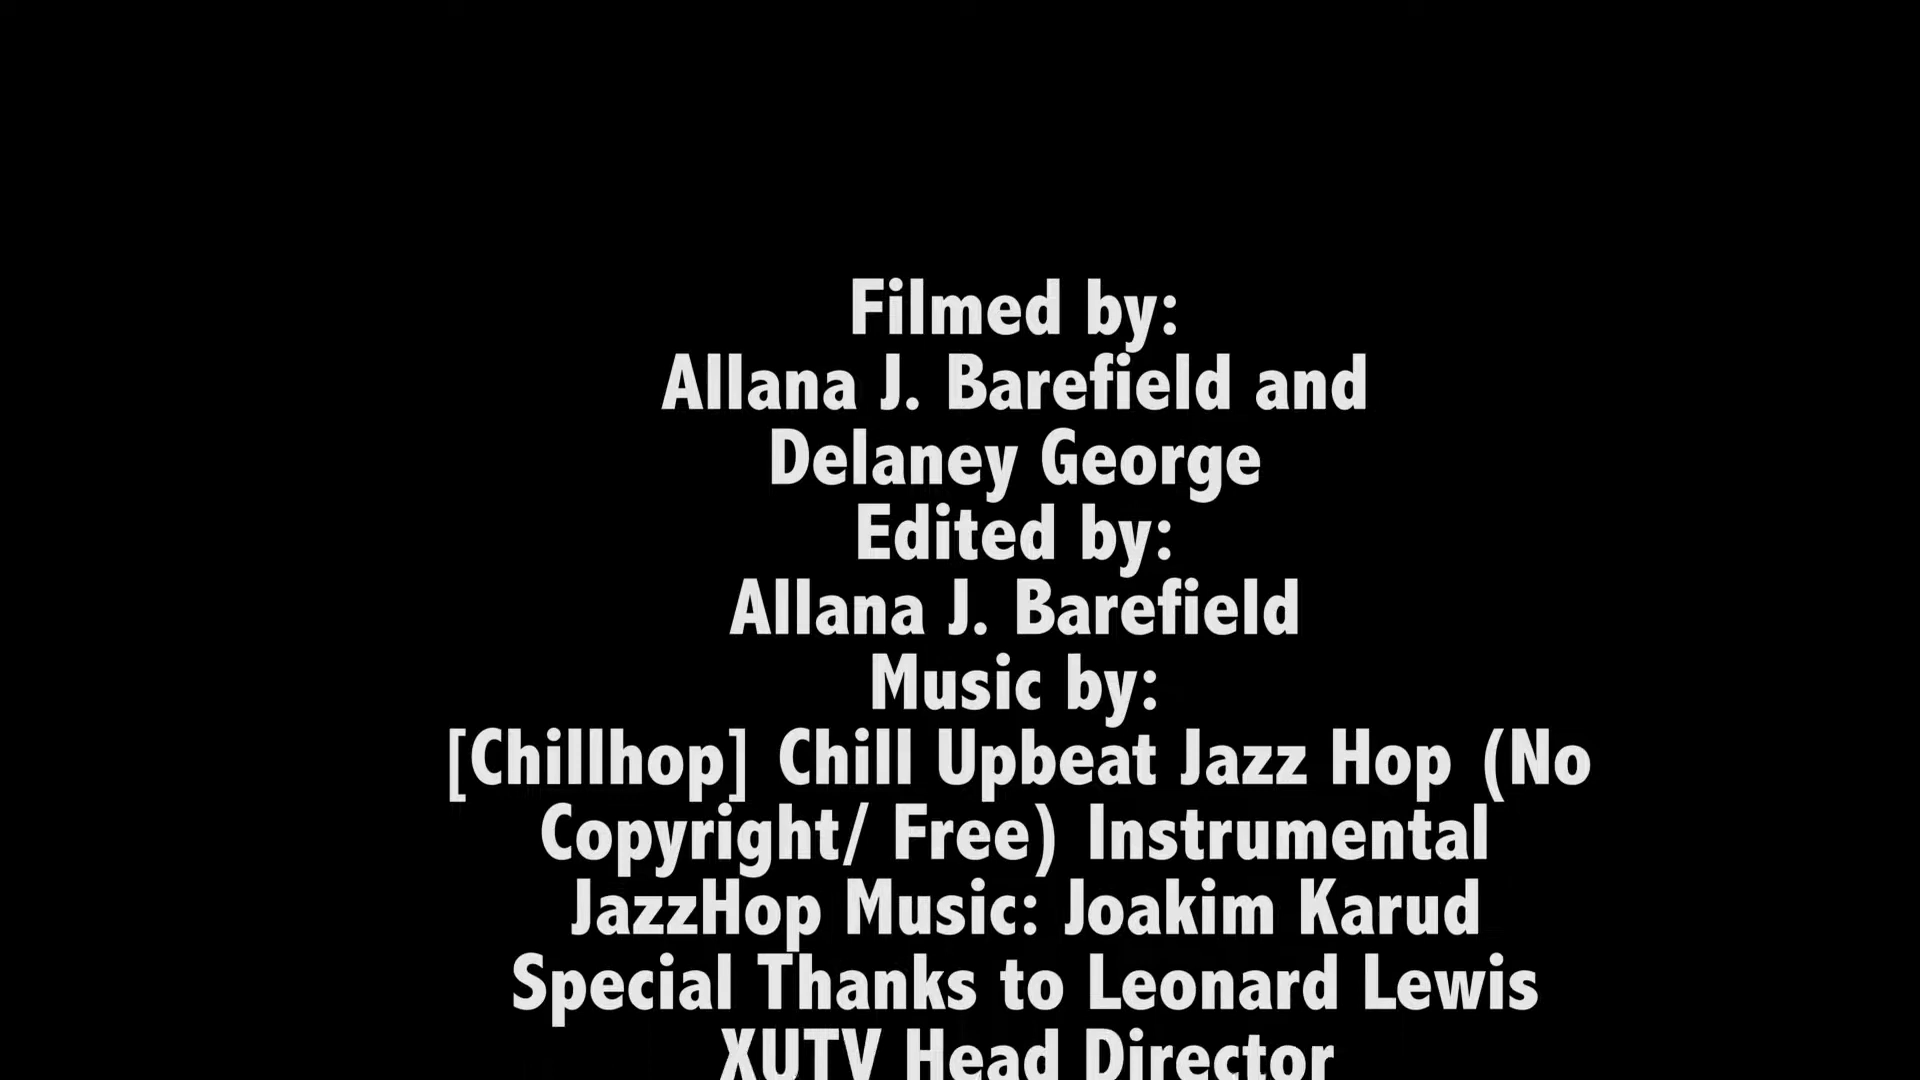 Filmed by:
Allana J. Barefield and
Delaney George
Edited by:
Allana J. Barefield
Music by:
[Chillhop] Chill Upbeat Jazz Hop (No
Copyright/ Free) Instrumental
JazzHop Music: Joakim Karud
Special Thanks to Leonard Lewis
XUTV Head Director